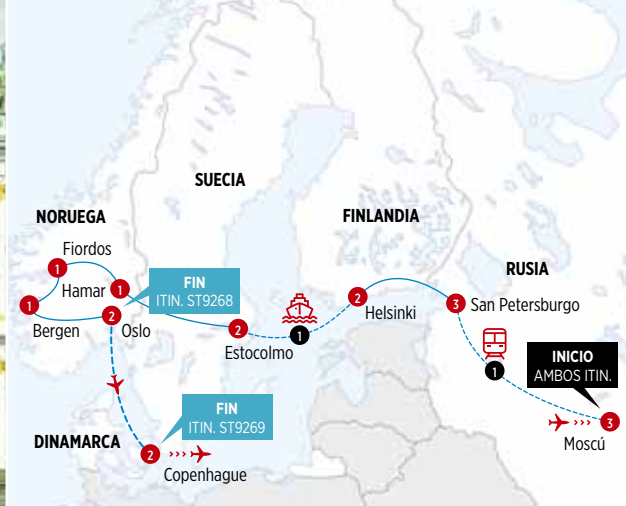 SUECIA
NORUEGA
FINLANDIA
Fiordos
RUSIA
1
FIN
ITIN. ST9268
Hamar
1
2
Helsinki
3
San Petersburgo
1
Bergen
2
Oslo
2
Estocolmo
1
1
INICIO
AMBOS ITIN.
3
Moscú
FIN
ITIN. ST9269
DINAMARCA
2
Copenhague